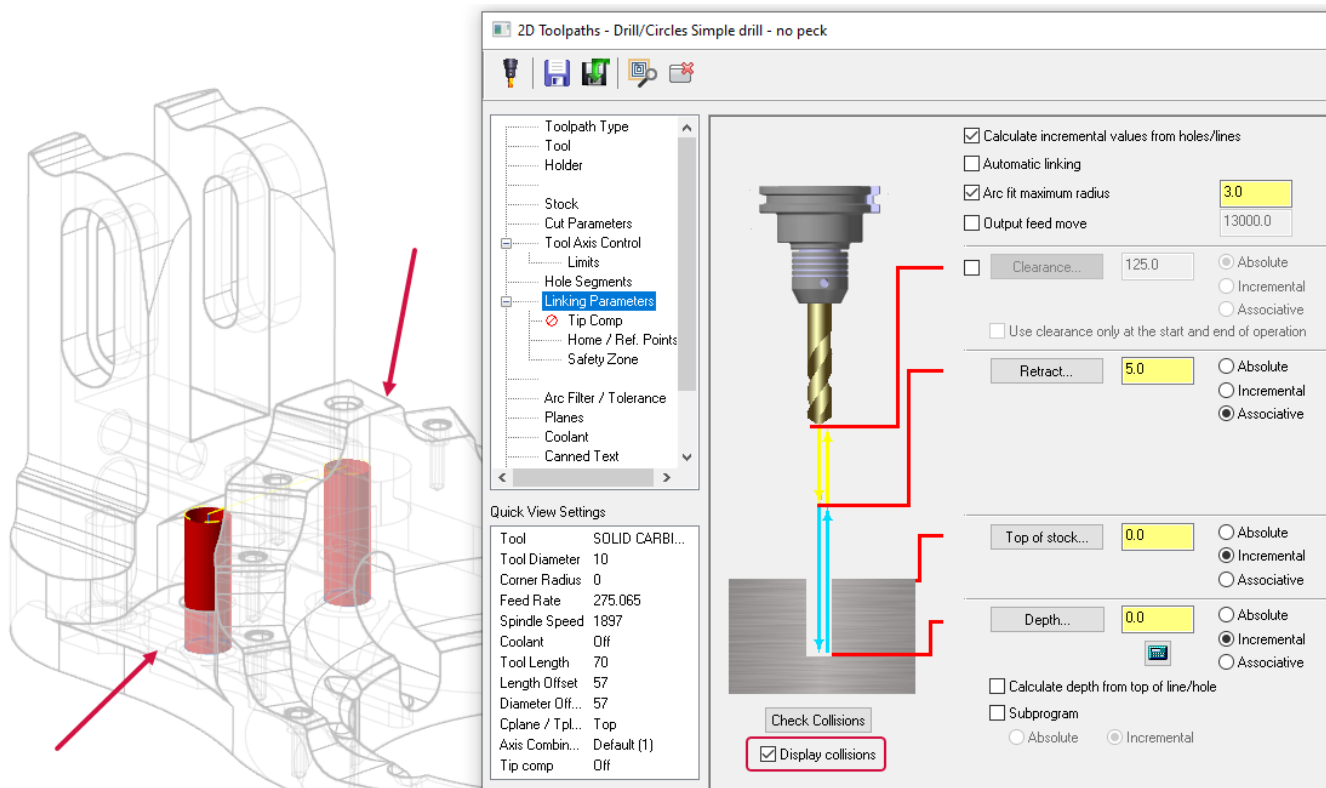 2D Toolpaths - Drill/Circles Simple drill - no peck
Toolpath Type
Tool
Holder
Stock
Cut Parameters
Tool Axis Control
Limits
Hole Segments
Linking Parameters
Tip Comp
Home / Ref. Points
Safety Zone
Arc Filter / Tolerance
Planes
Coolant
Canned Text
Quick View Settings
Tool SOLID CARBI...
Tool Diameter 10
Corner Radius 0
Feed Rate 275.065
Spindle Speed 1897
Coolant Off
Tool Length 70
Length Offset 57
Diameter Off... 57
Cplane / Tpl... Top
Axis Combin... Default (1)
Tip comp Off
Calculate incremental values from holes/lines
Automatic linking
Arc fit maximum radius 3.0
Output feed move 13000.0
Clearance... 125.0 Absolute
Incremental
Associative
Use clearance only at the start and end of operation
Retract... 5.0 Absolute
Incremental
Associative
Top of stock... 0.0 Absolute
Incremental
Associative
Depth... 0.0 Absolute
Incremental
Associative
Calculate depth from top of line/hole
Subprogram
Absolute Incremental
Check Collisions
Display collisions